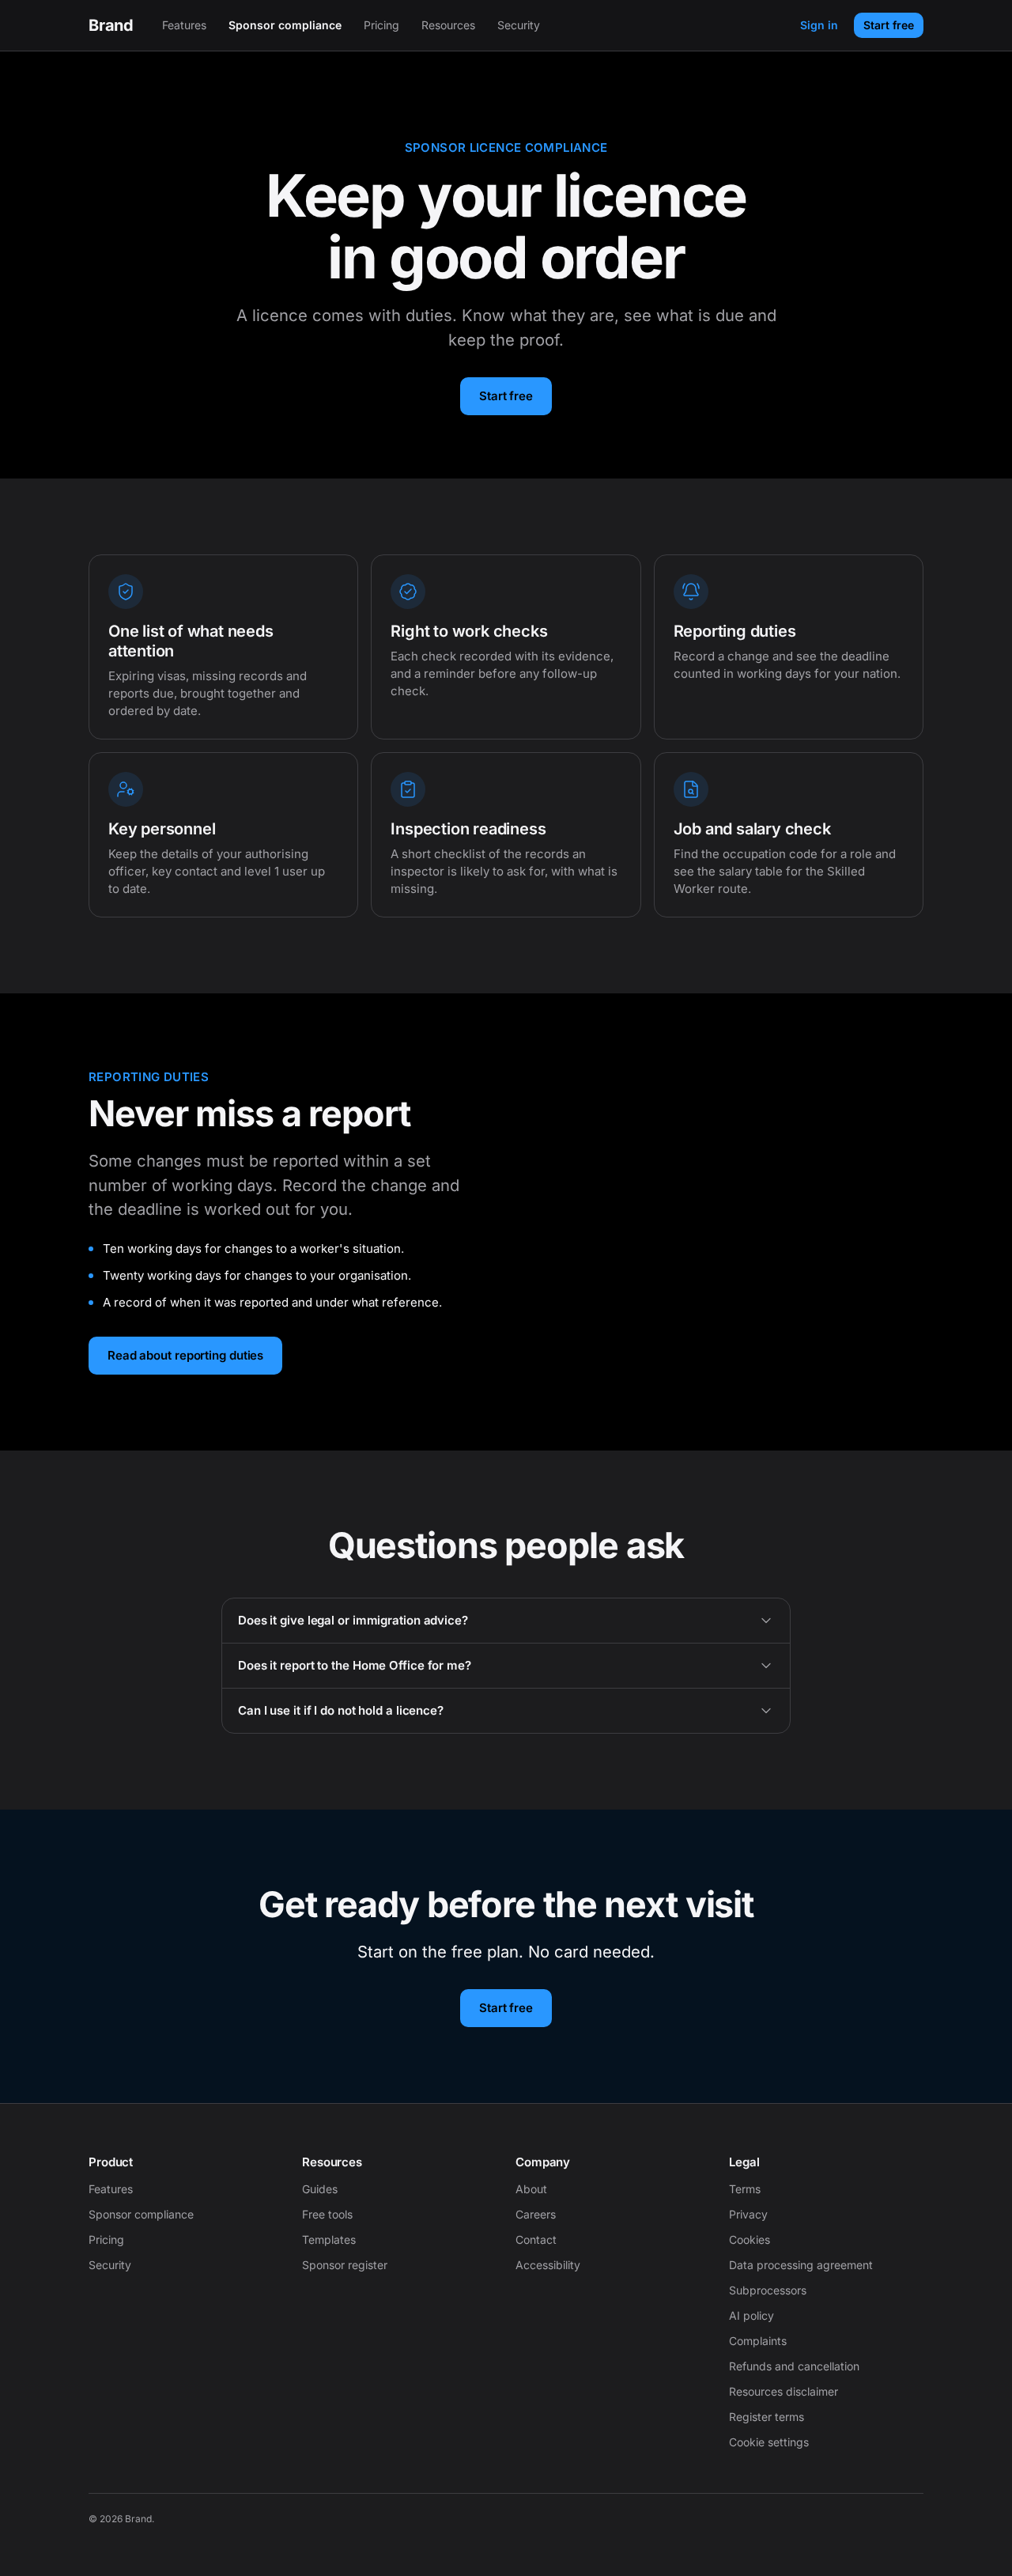 Brand
Features
Sponsor compliance
Pricing
Resources
Security
Sign in
Start free
SPONSOR LICENCE COMPLIANCE
Keep your licence
in good order
A licence comes with duties. Know what they are, see what is due and
keep the proof.
Start free
One list of what needs
attention
Expiring visas, missing records and
reports due, brought together and
ordered by date.
Right to work checks
Each check recorded with its evidence,
and a reminder before any follow-up
check.
Reporting duties
Record a change and see the deadline
counted in working days for your nation.
Key personnel
Keep the details of your authorising
officer, key contact and level 1 user up
to date.
Inspection readiness
A short checklist of the records an
inspector is likely to ask for, with what is
missing.
Job and salary check
Find the occupation code for a role and
see the salary table for the Skilled
Worker route.
REPORTING DUTIES
Never miss a report
Some changes must be reported within a set
number of working days. Record the change and
the deadline is worked out for you.
Ten working days for changes to a worker's situation.
Twenty working days for changes to your organisation.
A record of when it was reported and under what reference.
Read about reporting duties
Questions people ask
Does it give legal or immigration advice?
Does it report to the Home Office for me?
Can I use it if I do not hold a licence?
Get ready before the next visit
Start on the free plan. No card needed.
Start free
Product
Features
Sponsor compliance
Pricing
Security
Resources
Guides
Free tools
Templates
Sponsor register
Company
About
Careers
Contact
Accessibility
Legal
Terms
Privacy
Cookies
Data processing agreement
Subprocessors
AI policy
Complaints
Refunds and cancellation
Resources disclaimer
Register terms
Cookie settings
© 2026 Brand.